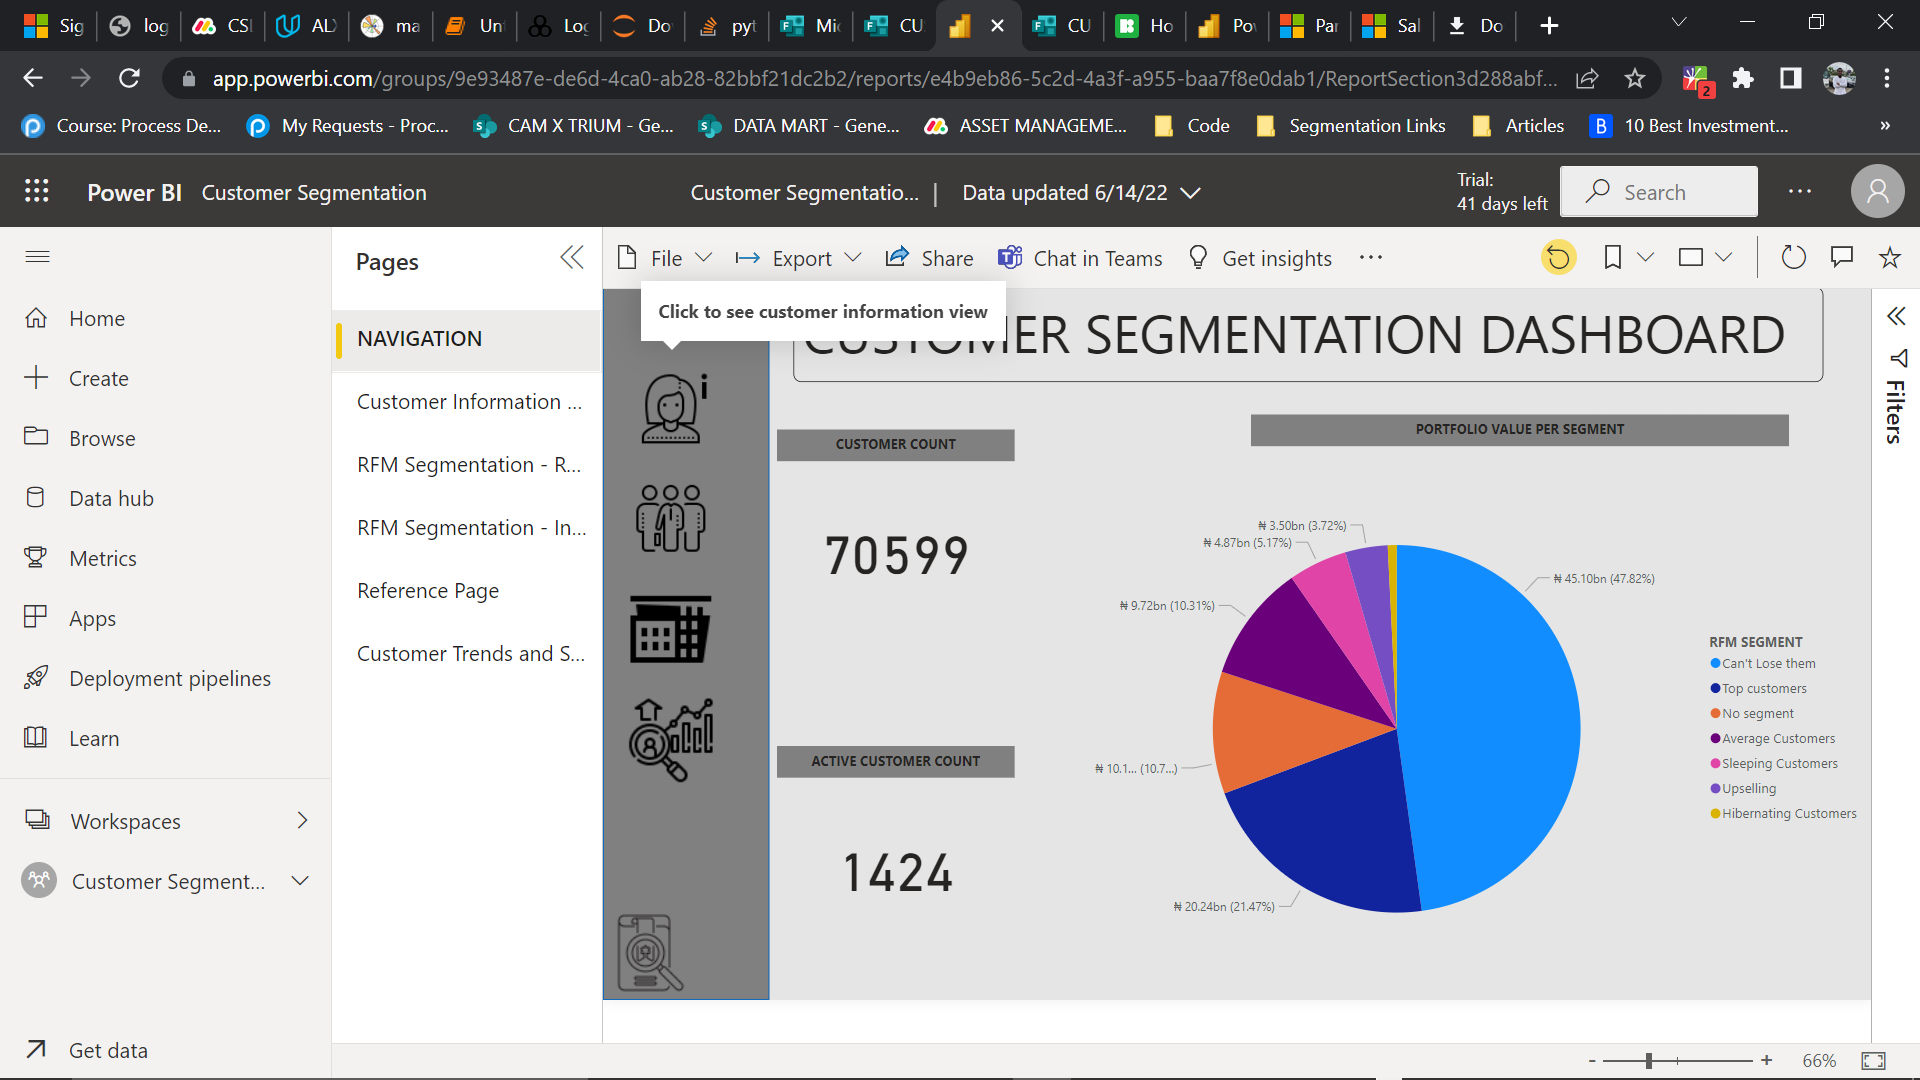 Sig
log
CSI
ALX
ma
Unt
Log
Do
pyt
Mic
CU
CU
Ho
Po
Par
Sal
Do
app.powerbi.com/groups/9e93487e-de6d-4ca0-ab28-82bbf21dc2b2/reports/e4b9eb86-5c2d-4a3f-a955-baa7f8e0dab1/ReportSection3d288abf...
2
Course: Process De...
My Requests - Proc...
CAM X TRIUM - Ge...
DATA MART - Gene...
ASSET MANAGEME...
Code
Segmentation Links
Articles
B 10 Best Investment...
»
Power BI Customer Segmentation
Customer Segmentatio... | Data updated 6/14/22
Trial:
41 days left
Search
Home
Create
Browse
Data hub
Metrics
Apps
Deployment pipelines
Learn
Workspaces
Customer Segment...
Get data
Pages
NAVIGATION
Customer Information ...
RFM Segmentation - R...
RFM Segmentation - In...
Reference Page
Customer Trends and S...
File
Export
Share
Chat in Teams
Get insights
Click to see customer information view
CUSTOMER SEGMENTATION DASHBOARD
CUSTOMER COUNT
70599
ACTIVE CUSTOMER COUNT
1424
PORTFOLIO VALUE PER SEGMENT
₦ 3.50bn (3.72%)
₦ 4.87bn (5.17%)
₦ 45.10bn (47.82%)
₦ 9.72bn (10.31%)
₦ 10.1... (10.7...)
₦ 20.24bn (21.47%)
RFM SEGMENT
Can't Lose them
Top customers
No segment
Average Customers
Sleeping Customers
Upselling
Hibernating Customers
Filters
- + 66%